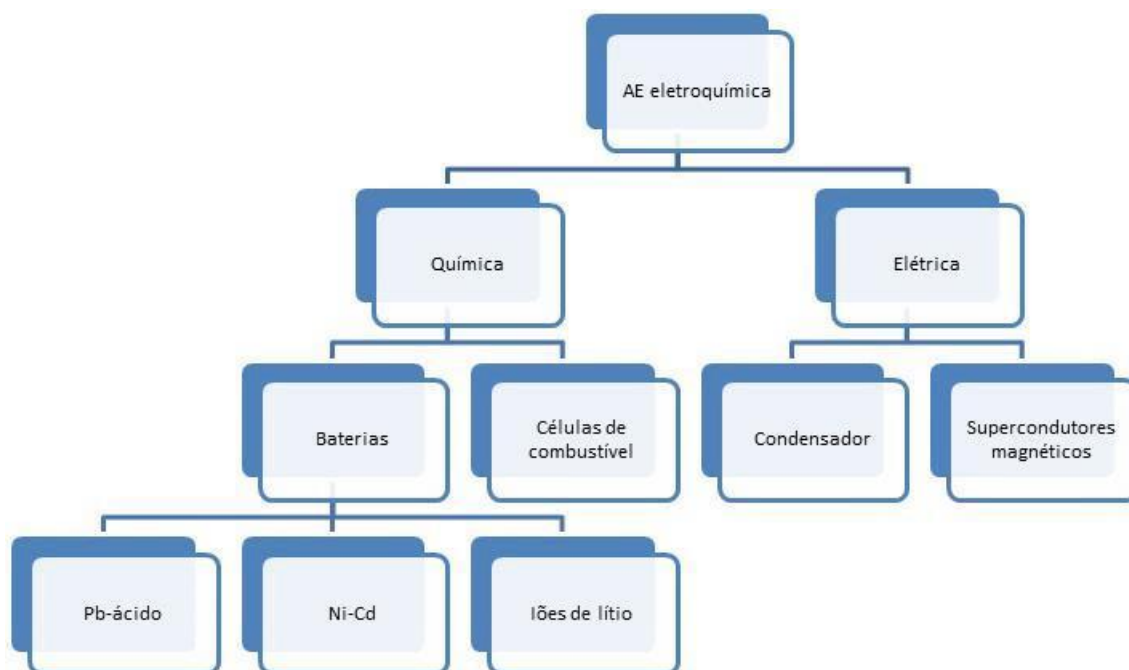 AE eletroquímica
Química
Elétrica
Baterias
Células de
combustível
Condensador
Supercondutores
magnéticos
Pb-ácido
Ni-Cd
Iões de lítio